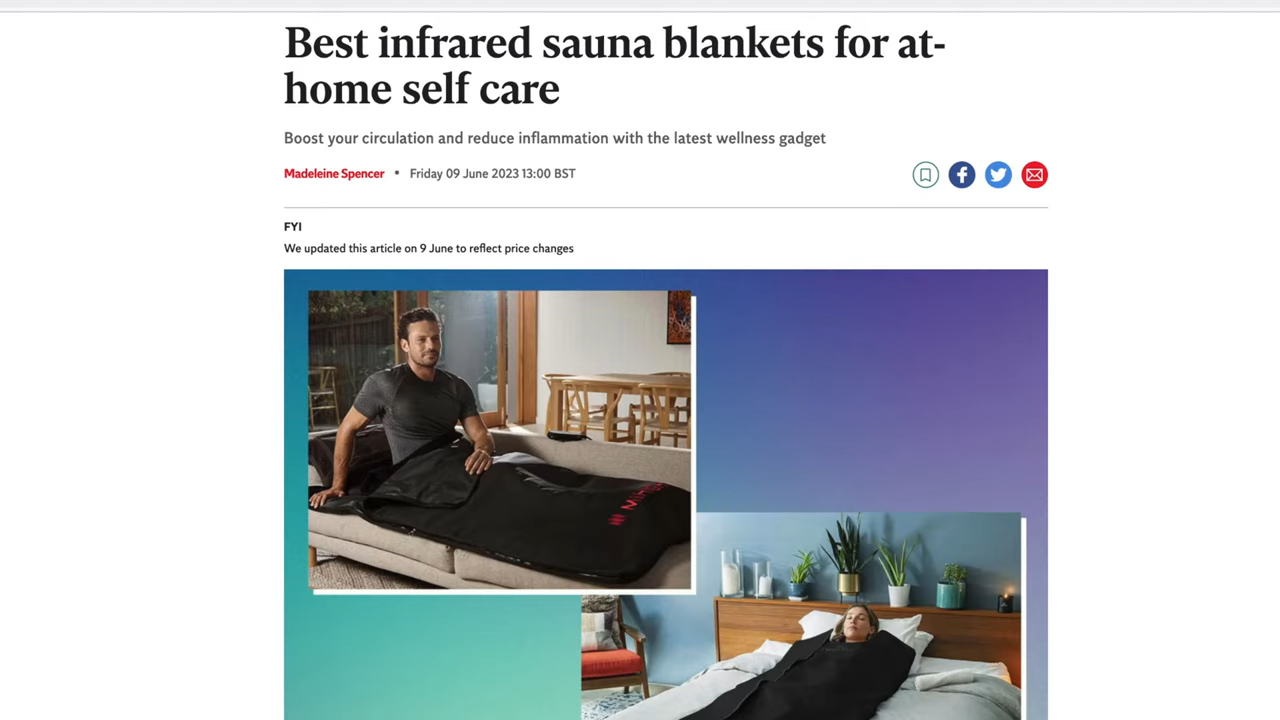 Best infrared sauna blankets for at-
home self care
Boost your circulation and reduce inflammation with the latest wellness gadget
Madeleine Spencer • Friday 09 June 2023 13:00 BST
FYI
We updated this article on 9 June to reflect price changes